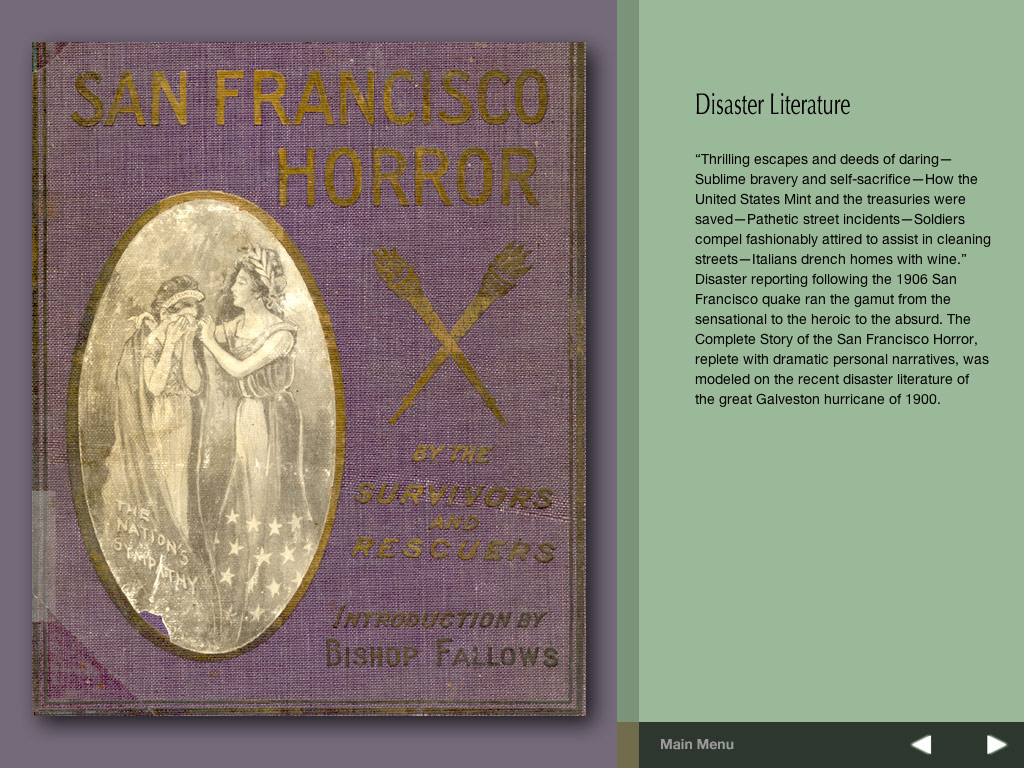 SAN FRANCISCO
HORROR
BY THE
SURVIVORS
AND
RESCUERS
INTRODUCTION BY
BISHOP FALLOWS
THE
NATION'S
SYMPATHY
Disaster Literature
“Thrilling escapes and deeds of daring—
Sublime bravery and self-sacrifice—How the
United States Mint and the treasuries were
saved—Pathetic street incidents—Soldiers
compel fashionably attired to assist in cleaning
streets—Italians drench homes with wine.”
Disaster reporting following the 1906 San
Francisco quake ran the gamut from the
sensational to the heroic to the absurd. The
Complete Story of the San Francisco Horror,
replete with dramatic personal narratives, was
modeled on the recent disaster literature of
the great Galveston hurricane of 1900.
Main Menu